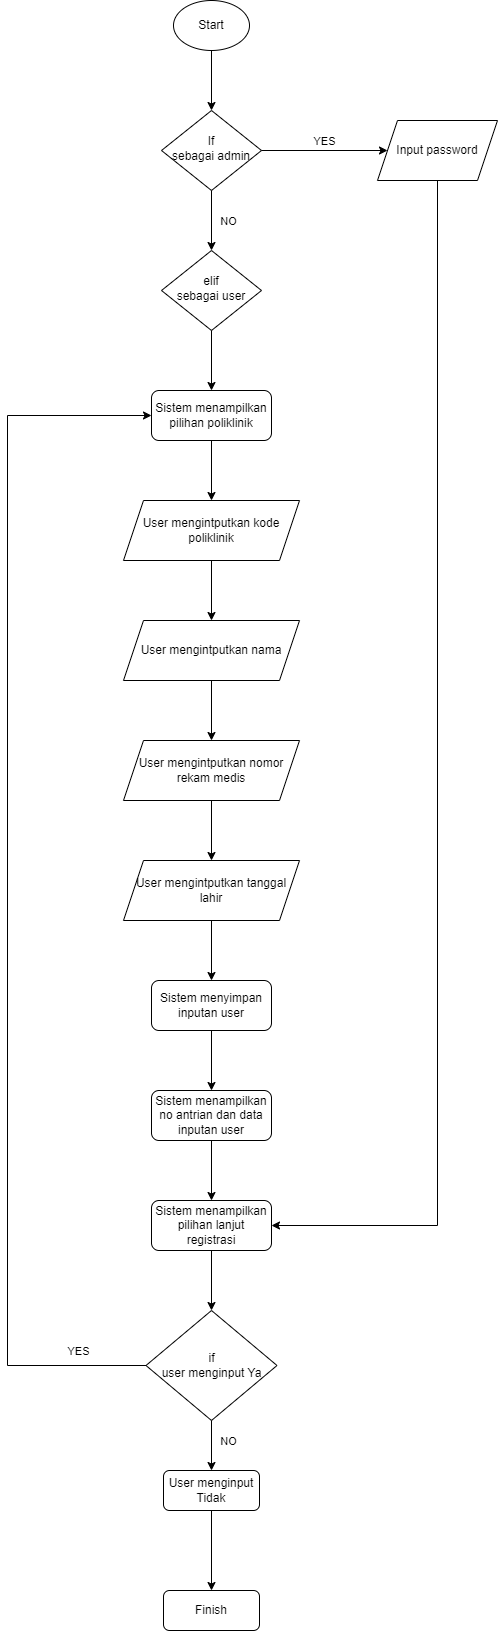 Start
If
sebagai admin
YES
Input password
NO
elif
sebagai user
Sistem menampilkan
pilihan poliklinik
User mengintputkan kode
poliklinik
User mengintputkan nama
User mengintputkan nomor
rekam medis
User mengintputkan tanggal
lahir
Sistem menyimpan
inputan user
Sistem menampilkan
no antrian dan data
inputan user
Sistem menampilkan
pilihan lanjut
registrasi
YES
if
user menginput Ya
NO
User menginput
Tidak
Finish